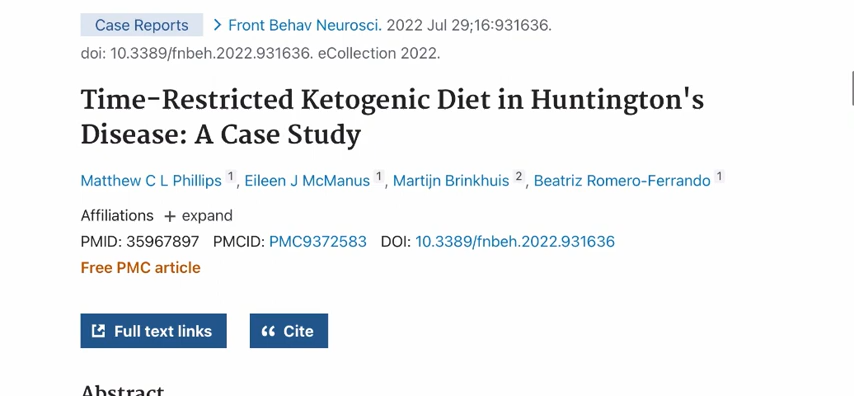 Case Reports > Front Behav Neurosci. 2022 Jul 29;16:931636.
doi: 10.3389/fnbeh.2022.931636. eCollection 2022.
Time-Restricted Ketogenic Diet in Huntington's
Disease: A Case Study
Matthew C L Phillips 1, Eileen J McManus 1, Martijn Brinkhuis 2, Beatriz Romero-Ferrando 1
Affiliations + expand
PMID: 35967897 PMCID: PMC9372583 DOI: 10.3389/fnbeh.2022.931636
Free PMC article
Full text links “ Cite
Abstract